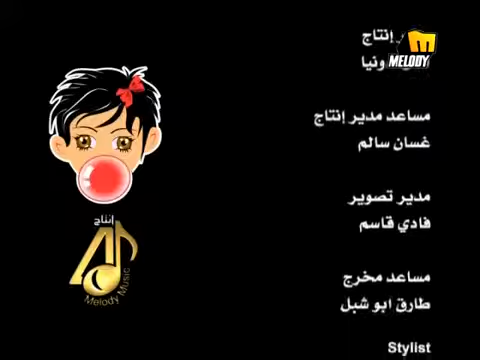 إنتاج
MELODY
ونيا
مساعد مدير إنتاج
غسان سالم
مدير تصوير
فادي قاسم
إنتاج
Melody Music
مساعد مخرج
طارق ابو شبل
Stylist